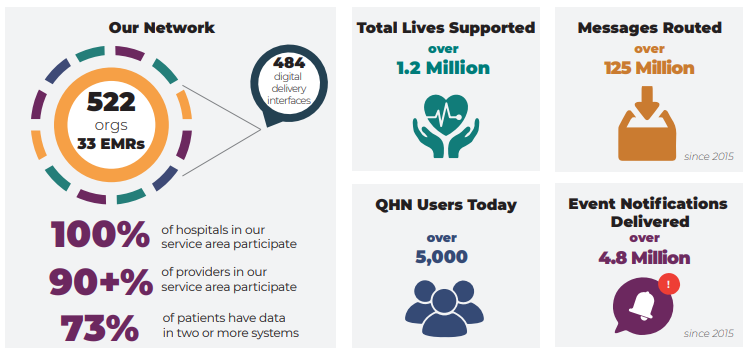 Our Network
522
orgs
33 EMRs
484
digital
delivery
interfaces
100%
of hospitals in our
service area participate
90+%
of providers in our
service area participate
73%
of patients have data
in two or more systems
Total Lives Supported
over
1.2 Million
Messages Routed
over
125 Million
since 2015
QHN Users Today
over
5,000
Event Notifications
Delivered
over
4.8 Million
!
since 2015